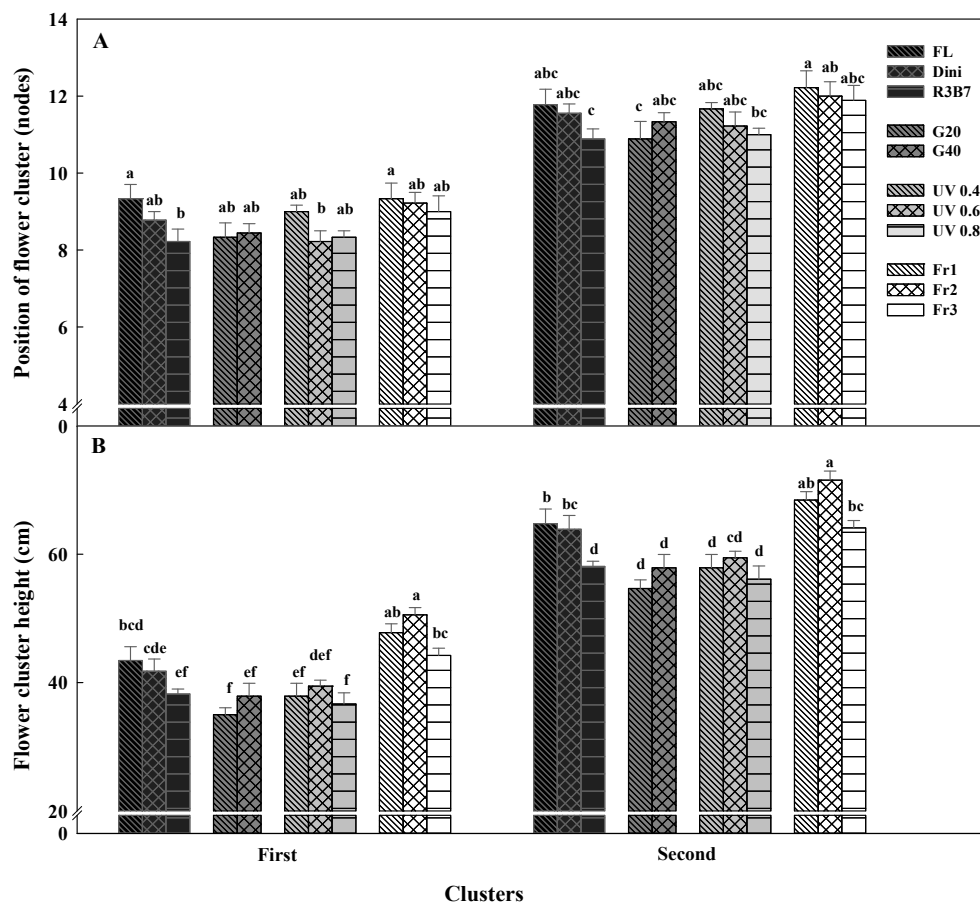 A
Position of flower cluster (nodes)
14
12
10
8
6
4
0
a
ab
b
ab
ab
ab
b
ab
a
ab
ab
abc
abc
c
c
abc
abc
abc
bc
a
ab
abc
FL
Dini
R3B7
G20
G40
UV 0.4
UV 0.6
UV 0.8
Fr1
Fr2
Fr3
B
Flower cluster height (cm)
60
40
20
0
bcd
cde
ef
f
ef
ef
def
f
ab
a
bc
b
bc
d
d
d
d
cd
d
ab
a
bc
First
Second
Clusters